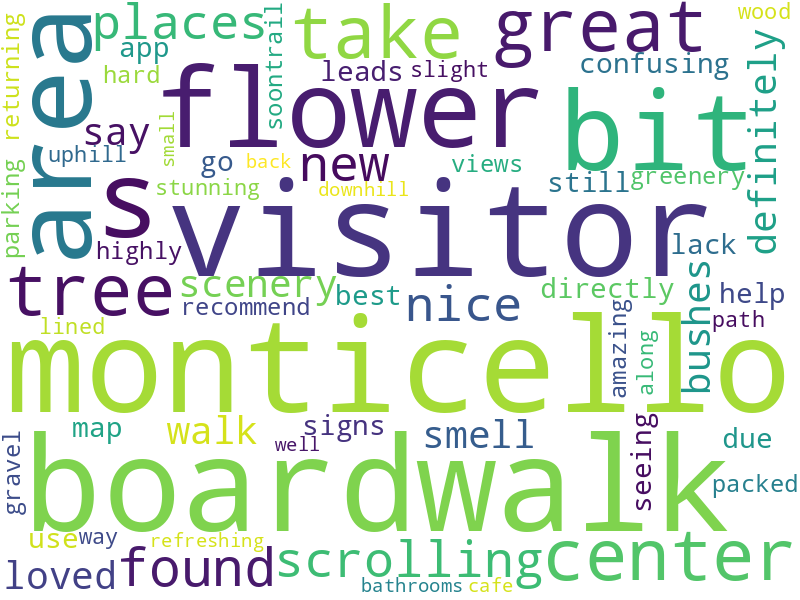 places
app
hard
take
great
wood
leads
slight
confusing
soontrail
returning
area
say
flower
bit
definitely
uphill
small
go
back
new
views
still
greenery
parking
stunning
downhill
s
visitor
lack
highly
tree
scenery
recommend
best
nice
directly
bushes
help
path
lined
amazing
along
monticello
map
walk
signs
well
smell
seeing
due
gravel
boardwalk
packed
use
way
refreshing
loved
found
scrolling
center
bathrooms
cafe